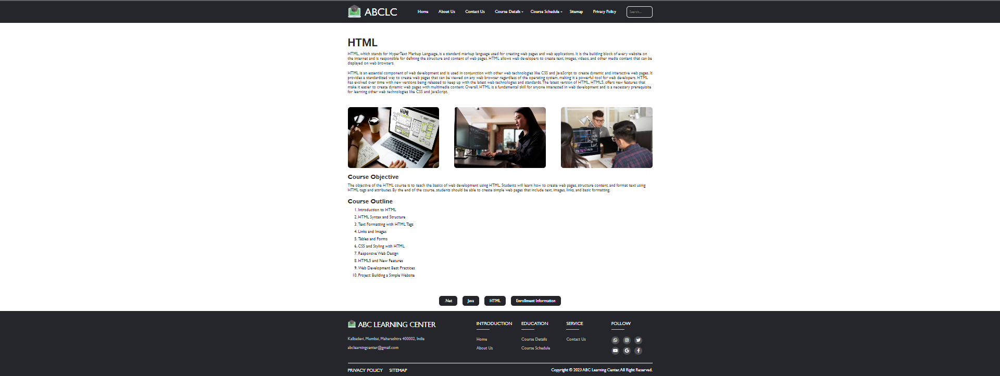 ABCLC
Home About Us Contact Us Course Details Course Schedule Sitemap Privacy Policy Search...
HTML
HTML, which stands for HyperText Markup Language, is a standard markup language used for creating web pages and web applications. It is the building block of every website on
the internet and is responsible for defining the structure and content of web pages. HTML allows web developers to create text, images, videos, and other media content that can be
displayed on web browsers.
HTML is an essential component of web development and is used in conjunction with other web technologies like CSS and JavaScript to create dynamic and interactive web pages. It
provides a standardized way to create web pages that can be viewed on any web browser regardless of the operating system, making it a powerful tool for web developers. HTML
has evolved over time with new versions being released to keep up with the latest web technologies and standards. The latest version of HTML, HTML5, offers new features that
make it easier to create dynamic web pages with multimedia content. Overall, HTML is a fundamental skill for anyone interested in web development and is a necessary prerequisite
for learning other web technologies like CSS and JavaScript.
HTML
Course Objective
The objective of the HTML course is to teach the basics of web development using HTML. Students will learn how to create web pages, structure content, and format text using
HTML tags and attributes. By the end of the course, students should be able to create simple web pages that include text, images, links, and basic formatting.
Course Outline
1. Introduction to HTML
2. HTML Syntax and Structure
3. Text Formatting with HTML Tags
4. Links and Images
5. Tables and Forms
6. CSS and Styling with HTML
7. Responsive Web Design
8. HTML5 and New Features
9. Web Development Best Practices
10. Project: Building a Simple Website
.Net Java HTML Enrollment Information
ABC LEARNING CENTER
Kalbadevi, Mumbai, Maharashtra 400002, India
abclearningcenter@gmail.com
INTRODUCTION
Home
About Us
EDUCATION
Course Details
Course Schedule
SERVICE
Contact Us
FOLLOW
PRIVACY POLICY SITEMAP
Copyright © 2023 ABC Learning Center. All Right Reserved.